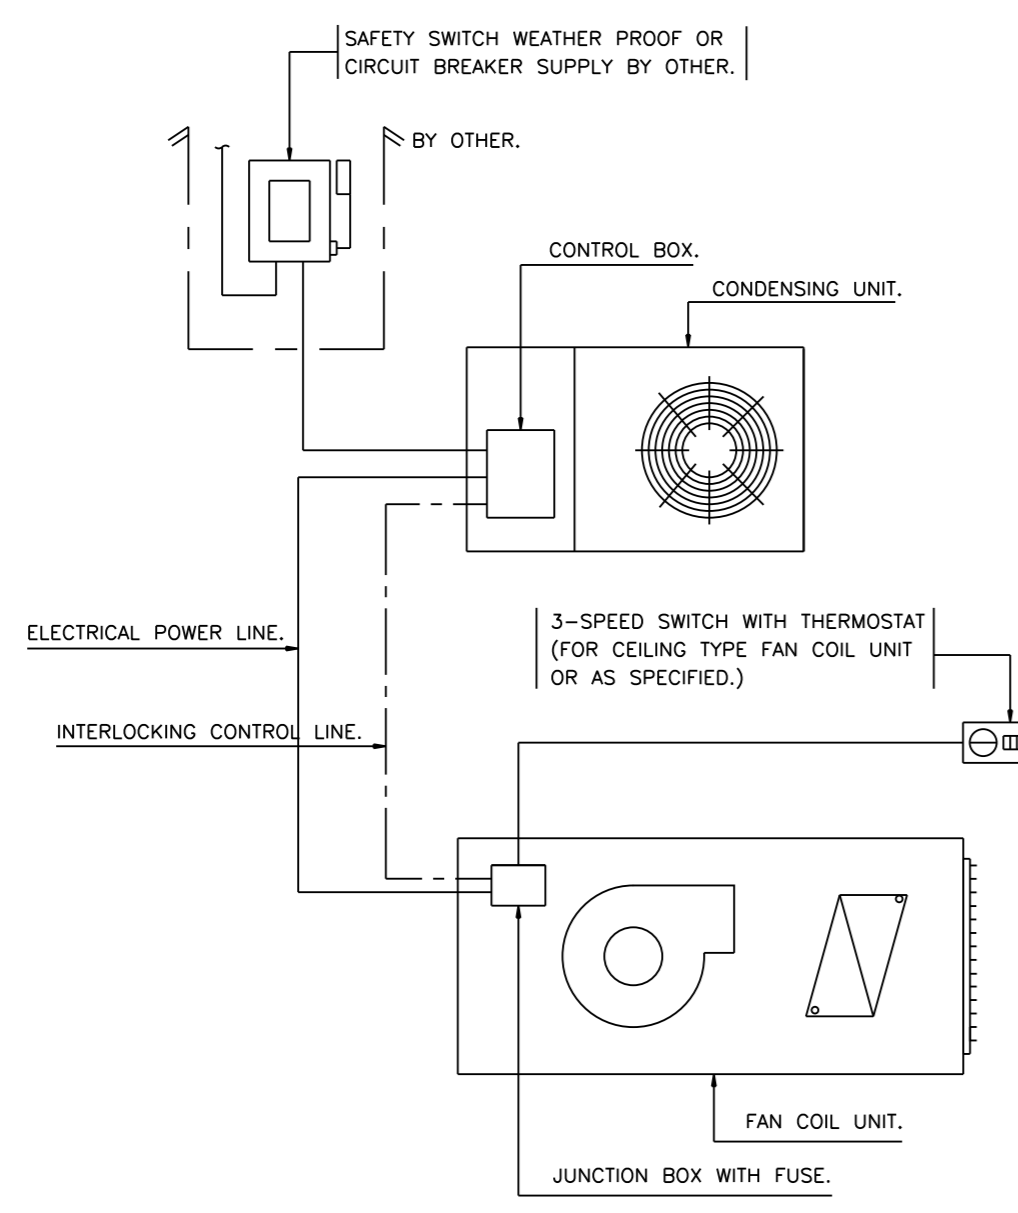 SAFETY SWITCH WEATHER PROOF OR
CIRCUIT BREAKER SUPPLY BY OTHER.
BY OTHER.
CONTROL BOX.
CONDENSING UNIT.
3-SPEED SWITCH WITH THERMOSTAT
(FOR CEILING TYPE FAN COIL UNIT
OR AS SPECIFIED.)
ELECTRICAL POWER LINE.
INTERLOCKING CONTROL LINE.
FAN COIL UNIT.
JUNCTION BOX WITH FUSE.